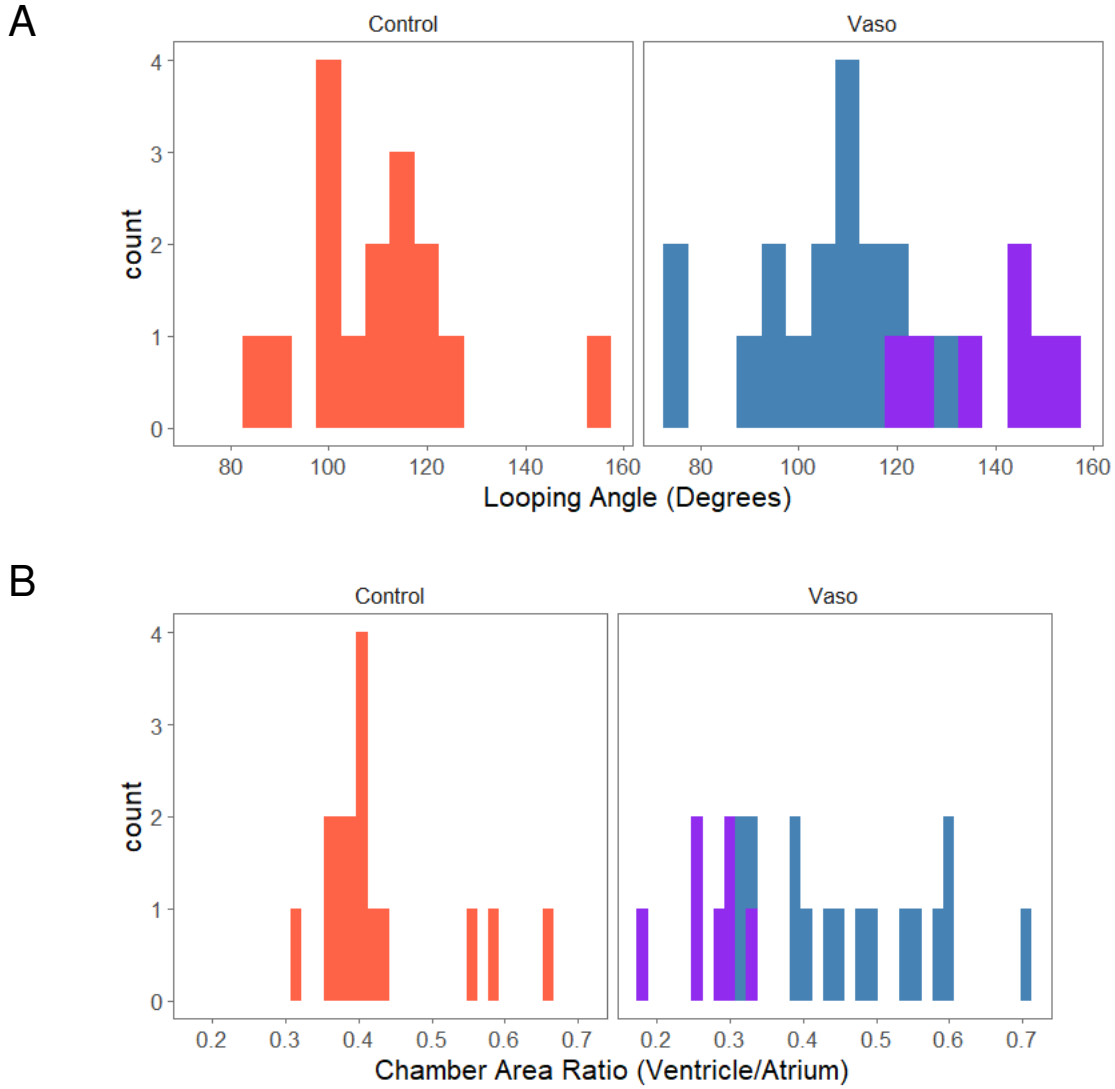 A
Control Vaso
count
4
3
2
1
0
80 100 120 140 160 80 100 120 140 160
Looping Angle (Degrees)
B
Control Vaso
count
4
3
2
1
0
0.2 0.3 0.4 0.5 0.6 0.7 0.2 0.3 0.4 0.5 0.6 0.7
Chamber Area Ratio (Ventricle/Atrium)